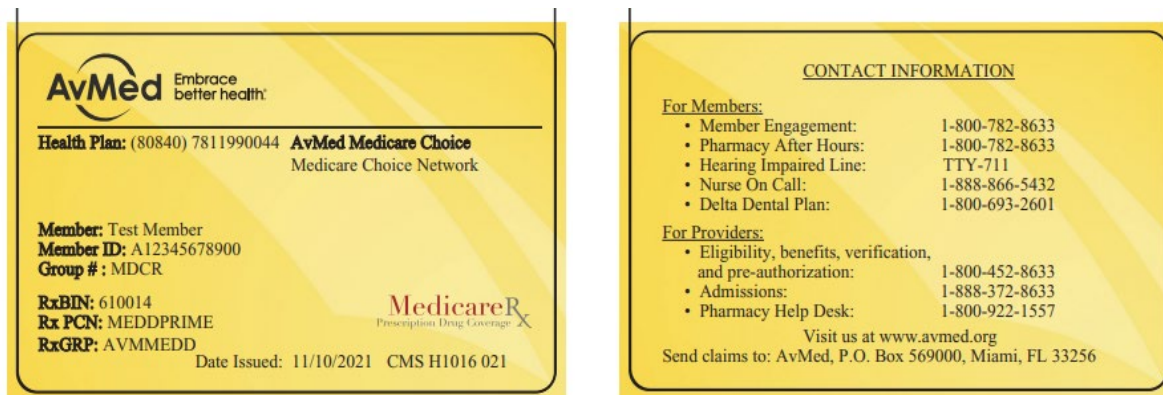 AvMed Embrace
better health®
Health Plan: (80840) 7811990044 AvMed Medicare Choice
Medicare Choice Network
Member: Test Member
Member ID: A12345678900
Group # : MDCR
RxBIN: 610014
Rx PCN: MEDDPRIME
RxGRP: AVMMEDD
MedicareRx
Prescription Drug Coverage
Date Issued: 11/10/2021 CMS H1016 021
CONTACT INFORMATION
For Members:
• Member Engagement: 1-800-782-8633
• Pharmacy After Hours: 1-800-782-8633
• Hearing Impaired Line: TTY-711
• Nurse On Call: 1-888-866-5432
• Delta Dental Plan: 1-800-693-2601
For Providers:
• Eligibility, benefits, verification,
and pre-authorization: 1-800-452-8633
• Admissions: 1-888-372-8633
• Pharmacy Help Desk: 1-800-922-1557
Visit us at www.avmed.org
Send claims to: AvMed, P.O. Box 569000, Miami, FL 33256